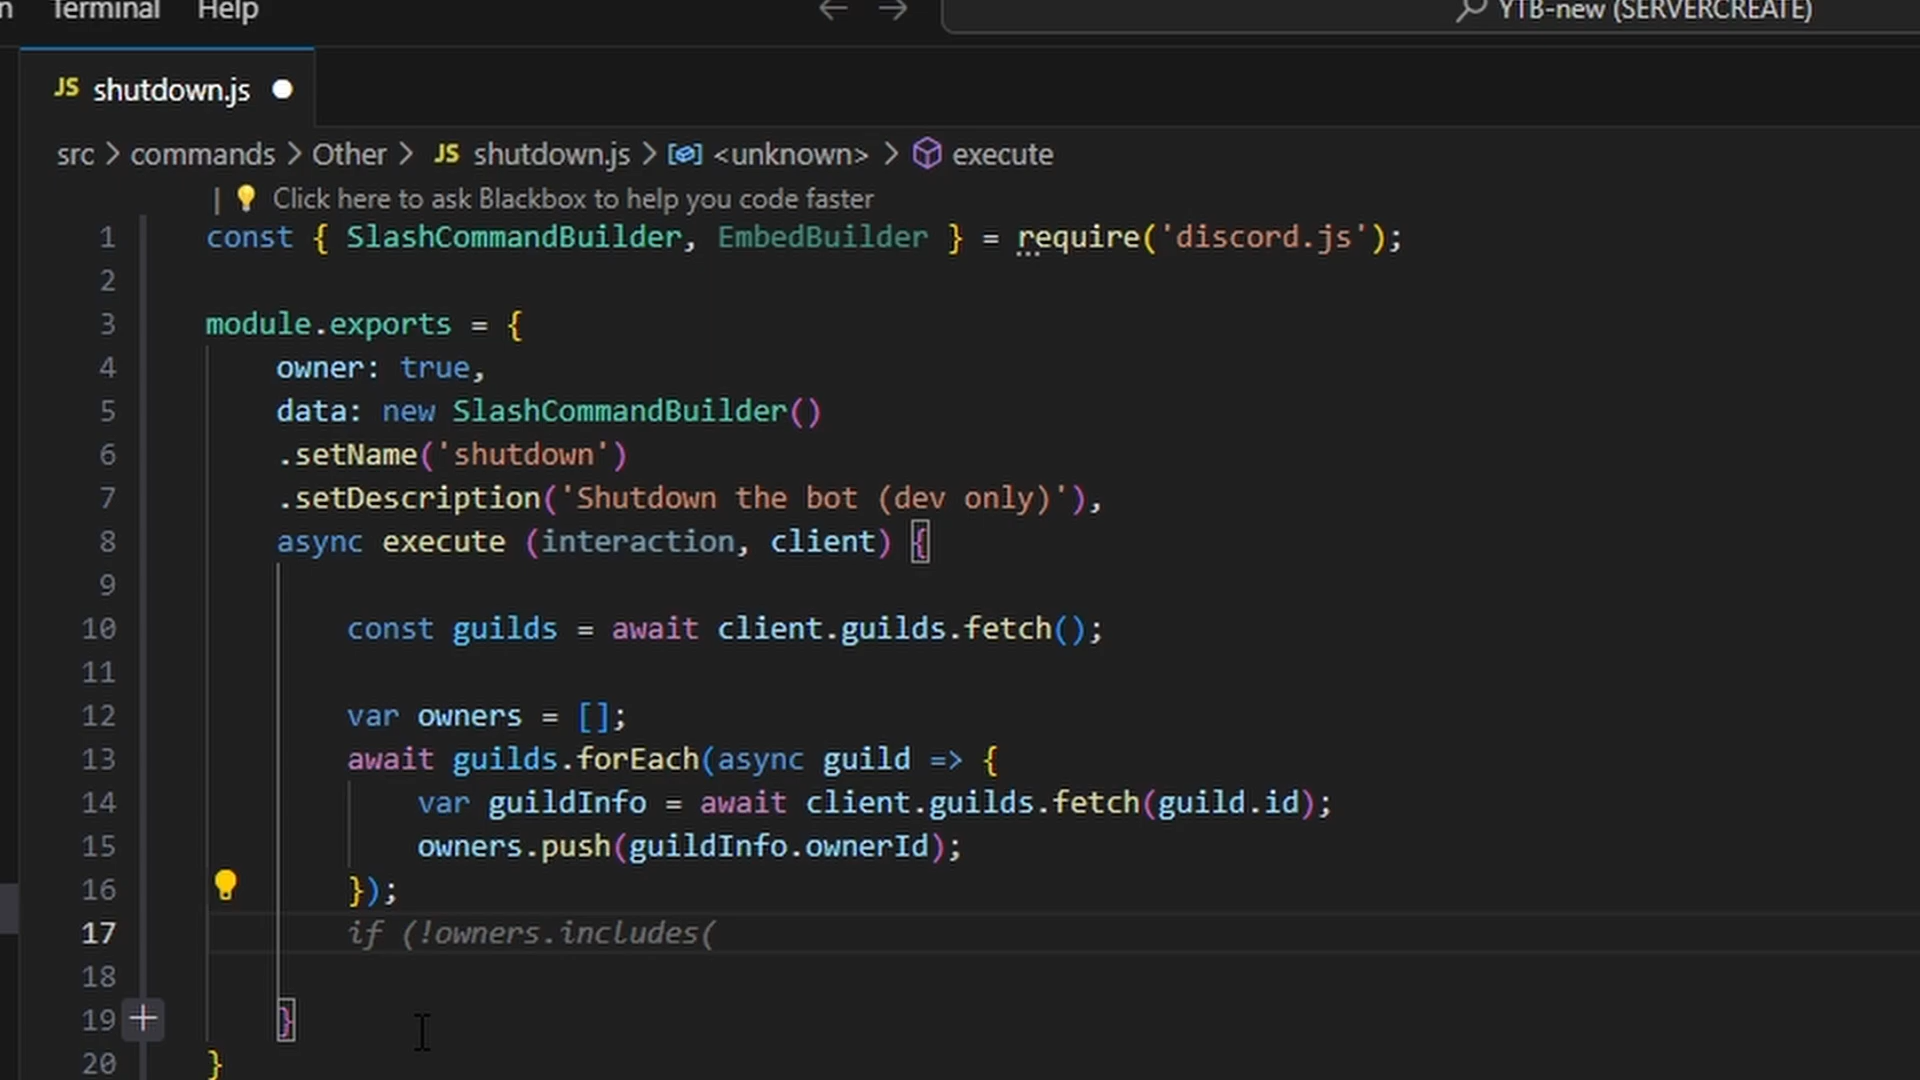 n Terminal Help YTB-new (SERVERCREATE)
JS shutdown.js
src > commands > Other > JS shutdown.js > <unknown> > execute
| Click here to ask Blackbox to help you code faster
1 const { SlashCommandBuilder, EmbedBuilder } = require('discord.js');
2
3 module.exports = {
4 owner: true,
5 data: new SlashCommandBuilder()
6 .setName('shutdown')
7 .setDescription('Shutdown the bot (dev only)'),
8 async execute (interaction, client) {
9
10 const guilds = await client.guilds.fetch();
11
12 var owners = [];
13 await guilds.forEach(async guild => {
14 var guildInfo = await client.guilds.fetch(guild.id);
15 owners.push(guildInfo.ownerId);
16 });
17 if (!owners.includes(
18
19 }
20 }